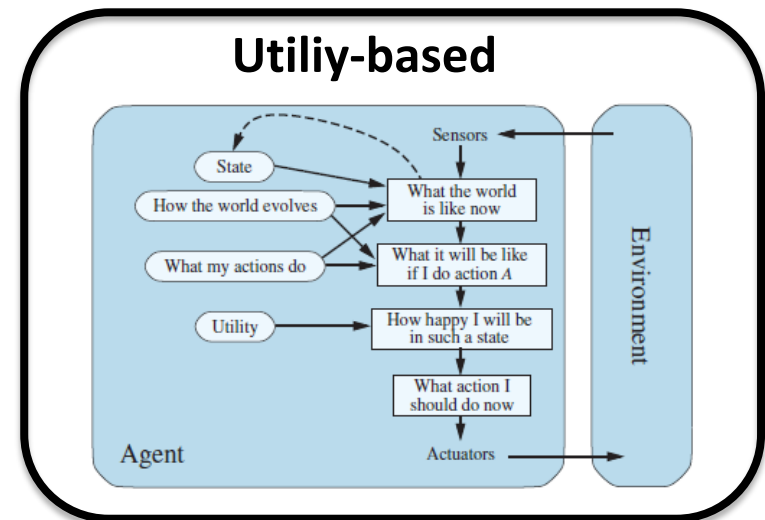 Utiliy-based
Sensors
State
What the world
is like now
How the world evolves
What it will be like
if I do action A
What my actions do
How happy I will be
in such a state
Utility
What action I
should do now
Agent
Actuators
Environment